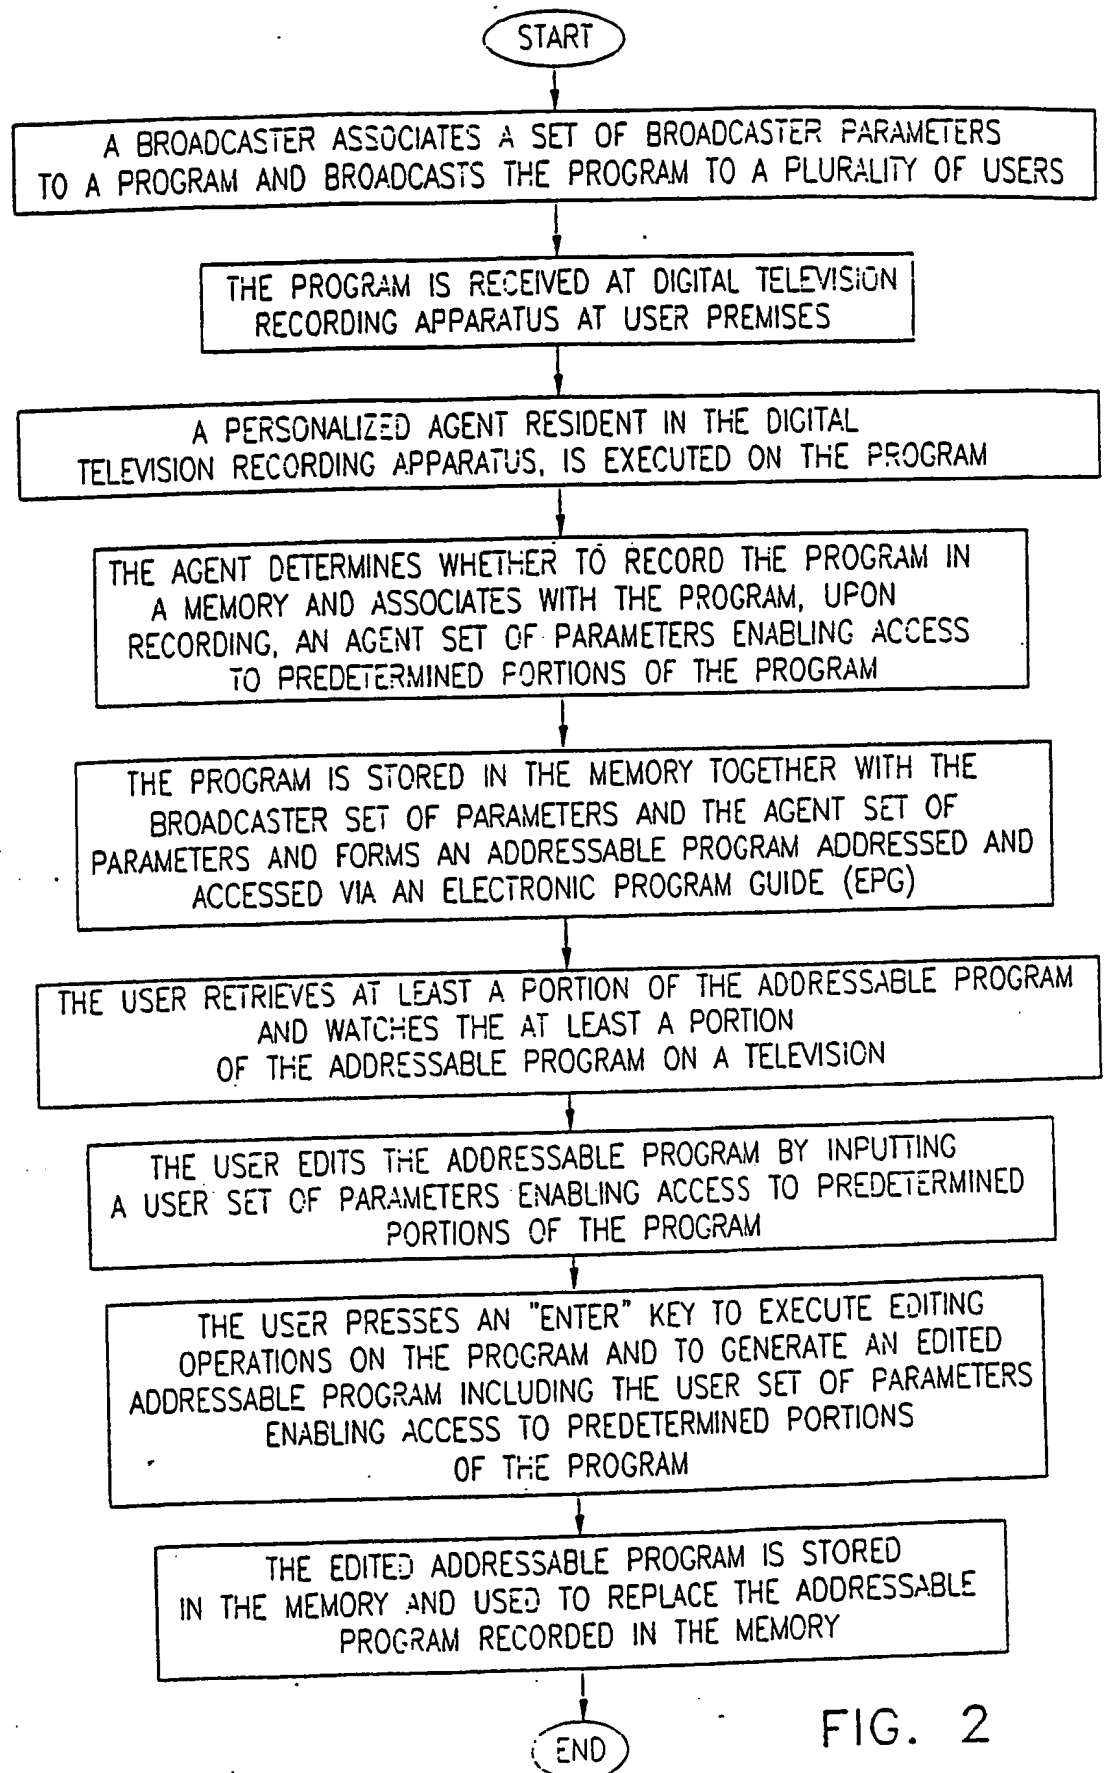 START
A BROADCASTER ASSOCIATES A SET OF BROADCASTER PARAMETERS
TO A PROGRAM AND BROADCASTS THE PROGRAM TO A PLURALITY OF USERS
THE PROGRAM IS RECEIVED AT DIGITAL TELEVISION
RECORDING APPARATUS AT USER PREMISES
A PERSONALIZED AGENT RESIDENT IN THE DIGITAL
TELEVISION RECORDING APPARATUS, IS EXECUTED ON THE PROGRAM
THE AGENT DETERMINES WHETHER TO RECORD THE PROGRAM IN
A MEMORY AND ASSOCIATES WITH THE PROGRAM, UPON
RECORDING, AN AGENT SET OF PARAMETERS ENABLING ACCESS
TO PREDETERMINED PORTIONS OF THE PROGRAM
THE PROGRAM IS STORED IN THE MEMORY TOGETHER WITH THE
BROADCASTER SET OF PARAMETERS AND THE AGENT SET OF
PARAMETERS AND FORMS AN ADDRESSABLE PROGRAM ADDRESSED AND
ACCESSED VIA AN ELECTRONIC PROGRAM GUIDE (EPG)
THE USER RETRIEVES AT LEAST A PORTION OF THE ADDRESSABLE PROGRAM
AND WATCHES THE AT LEAST A PORTION
OF THE ADDRESSABLE PROGRAM ON A TELEVISION
THE USER EDITS THE ADDRESSABLE PROGRAM BY INPUTTING
A USER SET OF PARAMETERS ENABLING ACCESS TO PREDETERMINED
PORTIONS OF THE PROGRAM
THE USER PRESSES AN "ENTER" KEY TO EXECUTE EDITING
OPERATIONS ON THE PROGRAM AND TO GENERATE AN EDITED
ADDRESSABLE PROGRAM INCLUDING THE USER SET OF PARAMETERS
ENABLING ACCESS TO PREDETERMINED PORTIONS
OF THE PROGRAM
THE EDITED ADDRESSABLE PROGRAM IS STORED
IN THE MEMORY AND USED TO REPLACE THE ADDRESSABLE
PROGRAM RECORDED IN THE MEMORY
END
FIG. 2